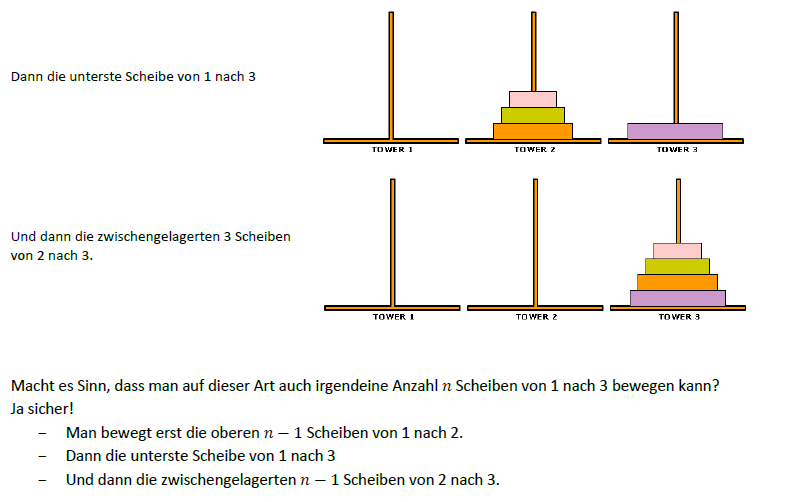 Dann die unterste Scheibe von 1 nach 3
TOWER 1 TOWER 2 TOWER 3
Und dann die zwischengelagerten 3 Scheiben
von 2 nach 3.
TOWER 1 TOWER 2 TOWER 3
Macht es Sinn, dass man auf dieser Art auch irgendeine Anzahl n Scheiben von 1 nach 3 bewegen kann?
Ja sicher!
– Man bewegt erst die oberen n − 1 Scheiben von 1 nach 2.
– Dann die unterste Scheibe von 1 nach 3
– Und dann die zwischengelagerten n − 1 Scheiben von 2 nach 3.